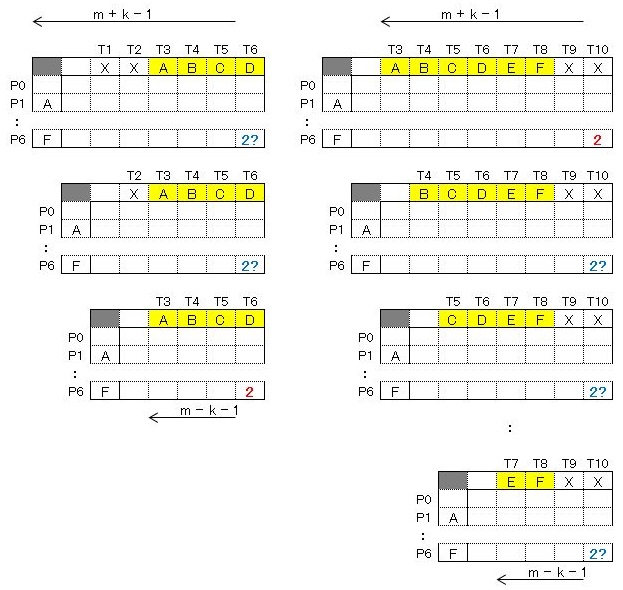 m + k - 1
T1 T2 T3 T4 T5 T6
X X A B C D
P0
P1 A
:
P6 F 2?
T2 T3 T4 T5 T6
X A B C D
P0
P1 A
:
P6 F 2?
T3 T4 T5 T6
A B C D
P0
P1 A
:
P6 F 2
m - k - 1
m + k - 1
T3 T4 T5 T6 T7 T8 T9 T10
A B C D E F X X
P0
P1 A
:
P6 F 2
T4 T5 T6 T7 T8 T9 T10
B C D E F X X
P0
P1 A
:
P6 F 2?
T5 T6 T7 T8 T9 T10
C D E F X X
P0
P1 A
:
P6 F 2?
:
T7 T8 T9 T10
E F X X
P0
P1 A
:
P6 F 2?
m - k - 1